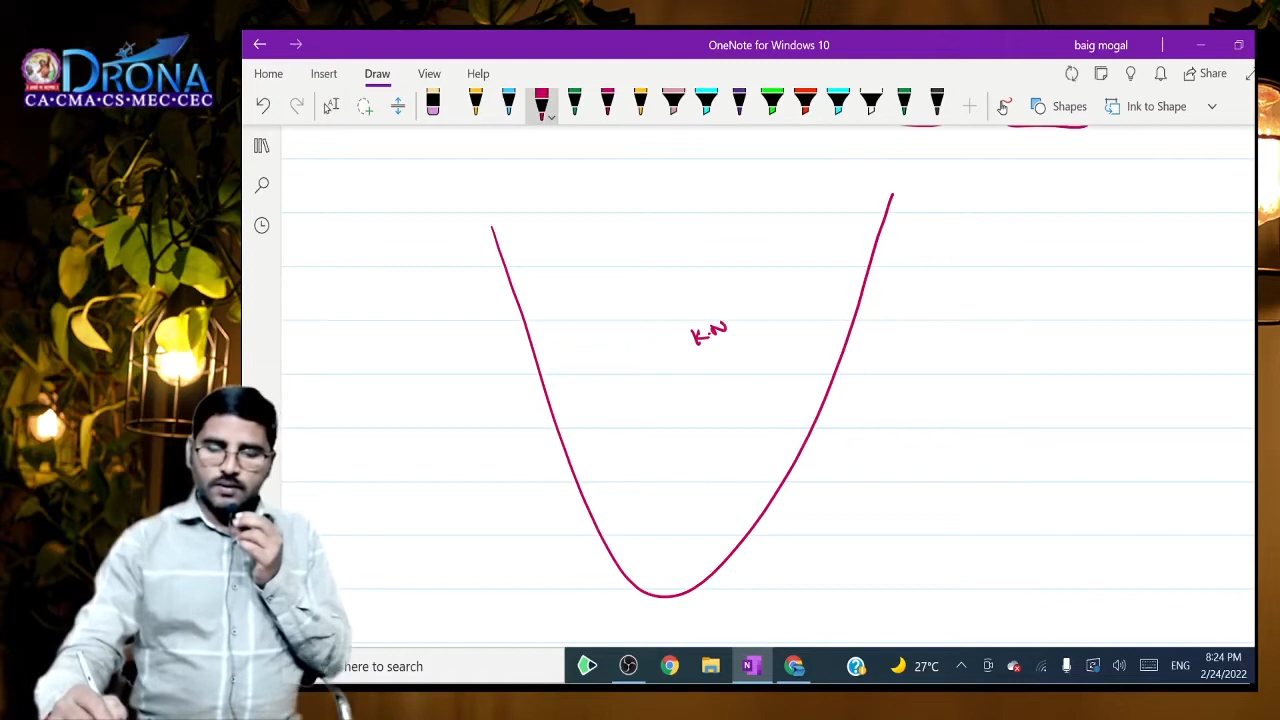 DRONA
CA·CMA·CS·MEC·CEC
OneNote for Windows 10
baig mogal
Home
Insert
Draw
View
Help
Share
Shapes
Ink to Shape
K.N
here to search
27°C
ENG
8:24 PM
2/24/2022